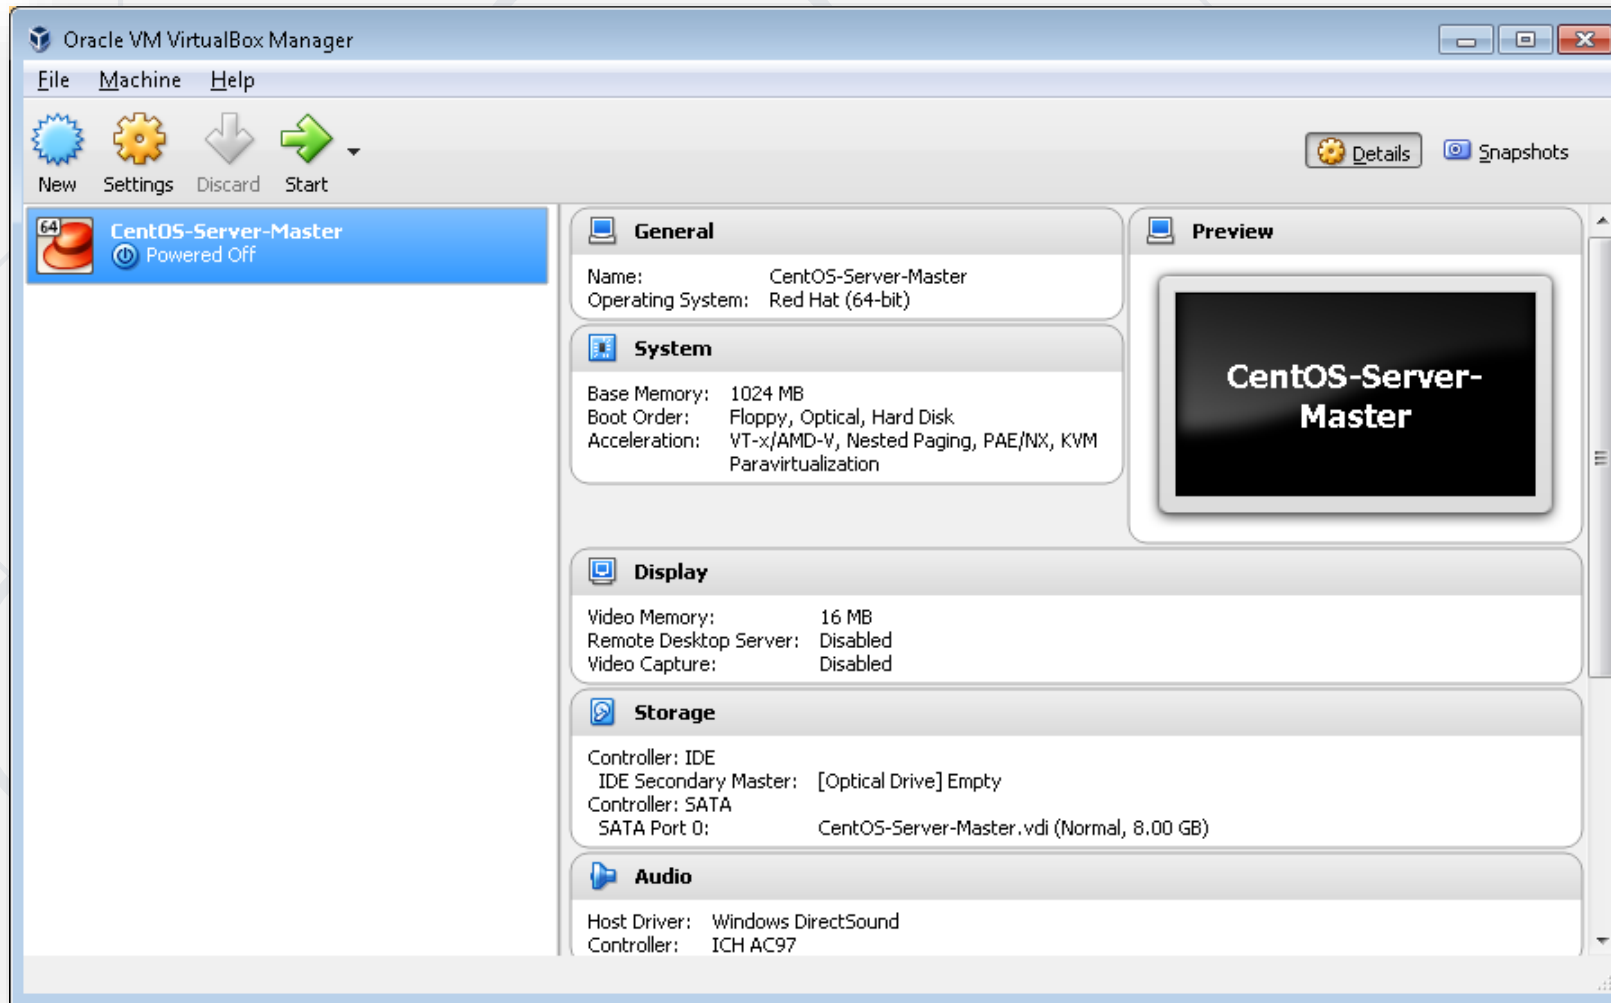 Oracle VM VirtualBox Manager
File Machine Help
New Settings Discard Start
Details Snapshots
64
CentOS-Server-Master
Powered Off
General
Name: CentOS-Server-Master
Operating System: Red Hat (64-bit)
System
Base Memory: 1024 MB
Boot Order: Floppy, Optical, Hard Disk
Acceleration: VT-x/AMD-V, Nested Paging, PAE/NX, KVM
Paravirtualization
Preview
CentOS-Server-
Master
Display
Video Memory: 16 MB
Remote Desktop Server: Disabled
Video Capture: Disabled
Storage
Controller: IDE
IDE Secondary Master: [Optical Drive] Empty
Controller: SATA
SATA Port 0: CentOS-Server-Master.vdi (Normal, 8.00 GB)
Audio
Host Driver: Windows DirectSound
Controller: ICH AC97